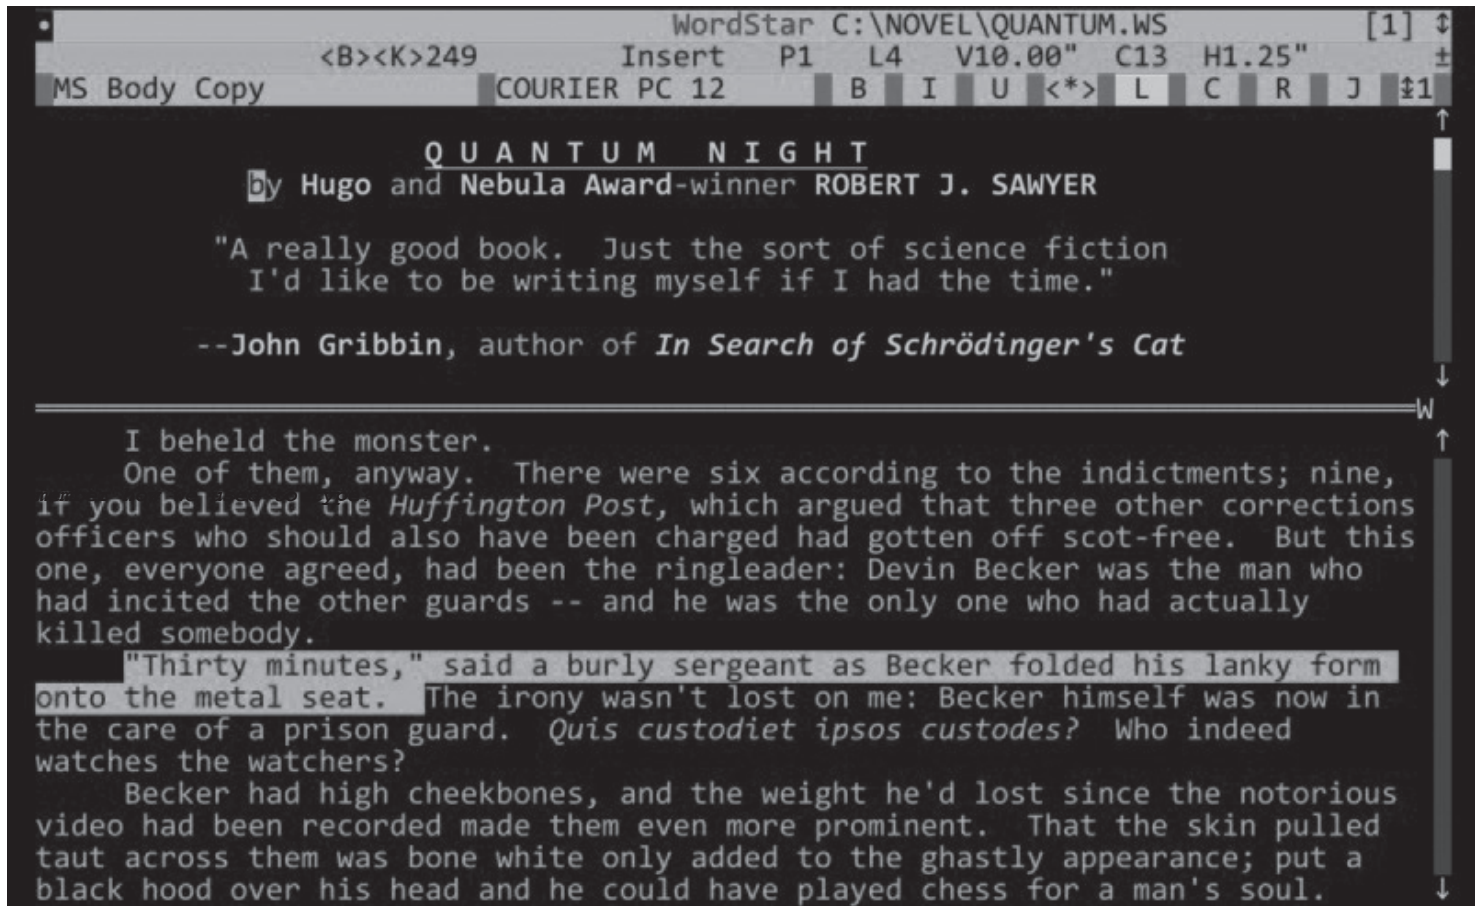 WordStar C:\NOVEL\QUANTUM.WS [1] ↕
<B><K>249 Insert P1 L4 V10.00" C13 H1.25" ±
MS Body Copy COURIER PC 12 B I U <*> L C R J ↕1
Q U A N T U M N I G H T
by Hugo and Nebula Award-winner ROBERT J. SAWYER
"A really good book. Just the sort of science fiction
I'd like to be writing myself if I had the time."
--John Gribbin, author of In Search of Schrödinger's Cat
W
I beheld the monster.
One of them, anyway. There were six according to the indictments; nine,
if you believed the Huffington Post, which argued that three other corrections
officers who should also have been charged had gotten off scot-free. But this
one, everyone agreed, had been the ringleader: Devin Becker was the man who
had incited the other guards -- and he was the only one who had actually
killed somebody.
"Thirty minutes," said a burly sergeant as Becker folded his lanky form
onto the metal seat. The irony wasn't lost on me: Becker himself was now in
the care of a prison guard. Quis custodiet ipsos custodes? Who indeed
watches the watchers?
Becker had high cheekbones, and the weight he'd lost since the notorious
video had been recorded made them even more prominent. That the skin pulled
taut across them was bone white only added to the ghastly appearance; put a
black hood over his head and he could have played chess for a man's soul.